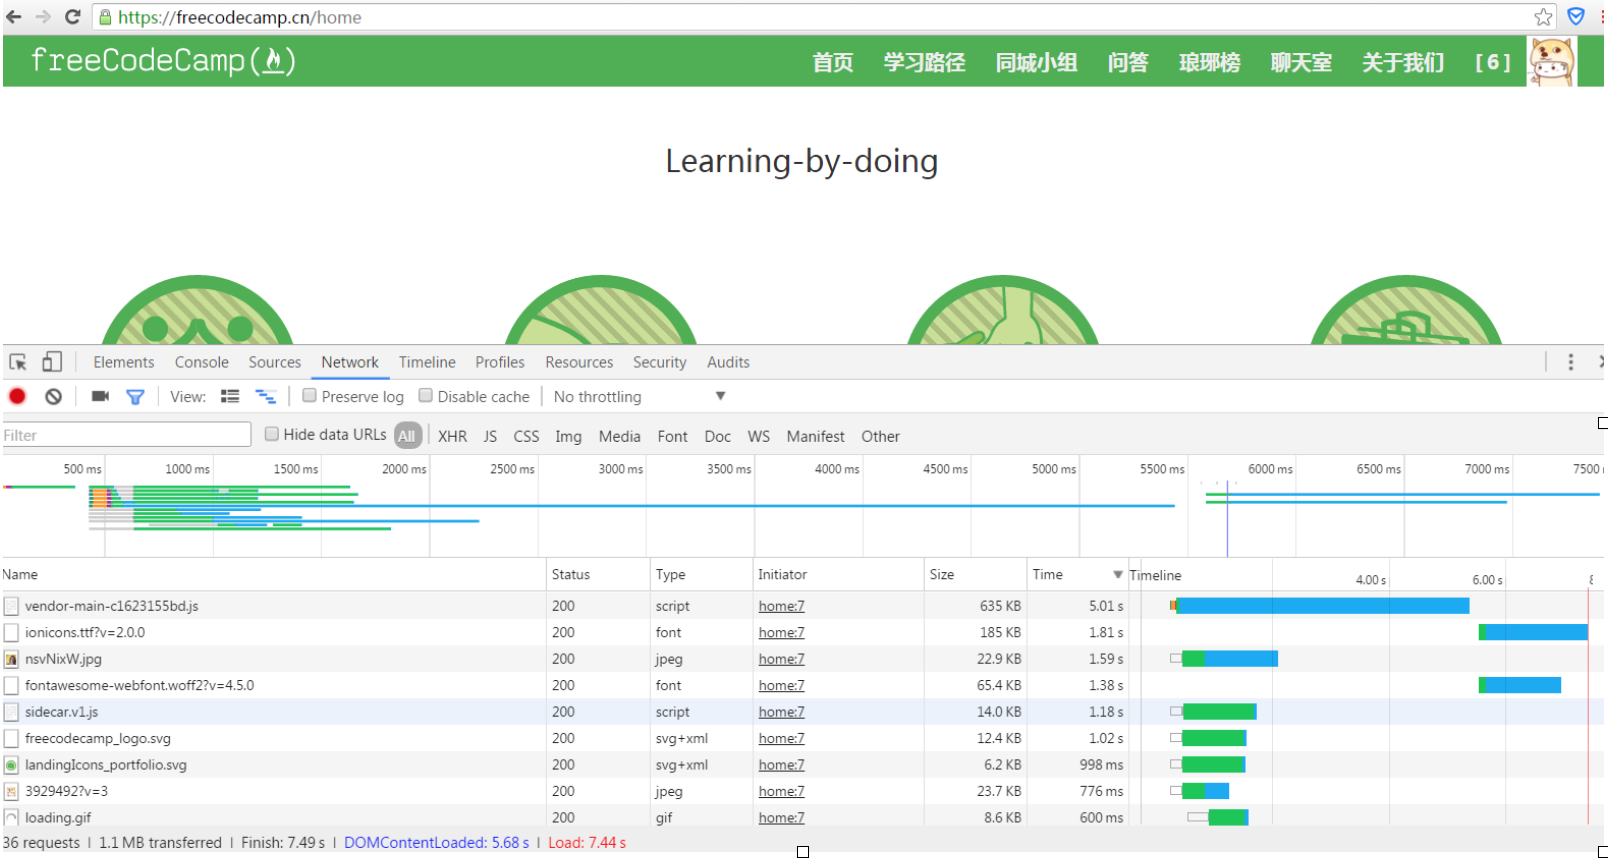 https://freecodecamp.cn/home
freeCodeCamp( ) 首页 学习路径 同城小组 问答 琅琊榜 聊天室 关于我们 [ 6 ]
Learning-by-doing
Elements Console Sources Network Timeline Profiles Resources Security Audits
View: Preserve log Disable cache No throttling
Filter Hide data URLs All XHR JS CSS Img Media Font Doc WS Manifest Other
500 ms 1000 ms 1500 ms 2000 ms 2500 ms 3000 ms 3500 ms 4000 ms 4500 ms 5000 ms 5500 ms 6000 ms 6500 ms 7000 ms 7500
Name Status Type Initiator Size Time Timeline 4.00 s 6.00 s
vendor-main-c1623155bd.js 200 script home:7 635 KB 5.01 s
ionicons.ttf?v=2.0.0 200 font home:7 185 KB 1.81 s
nsvNixW.jpg 200 jpeg home:7 22.9 KB 1.59 s
fontawesome-webfont.woff2?v=4.5.0 200 font home:7 65.4 KB 1.38 s
sidecar.v1.js 200 script home:7 14.0 KB 1.18 s
freecodecamp_logo.svg 200 svg+xml home:7 12.4 KB 1.02 s
landingIcons_portfolio.svg 200 svg+xml home:7 6.2 KB 998 ms
3929492?v=3 200 jpeg home:7 23.7 KB 776 ms
loading.gif 200 gif home:7 8.6 KB 600 ms
36 requests | 1.1 MB transferred | Finish: 7.49 s | DOMContentLoaded: 5.68 s | Load: 7.44 s